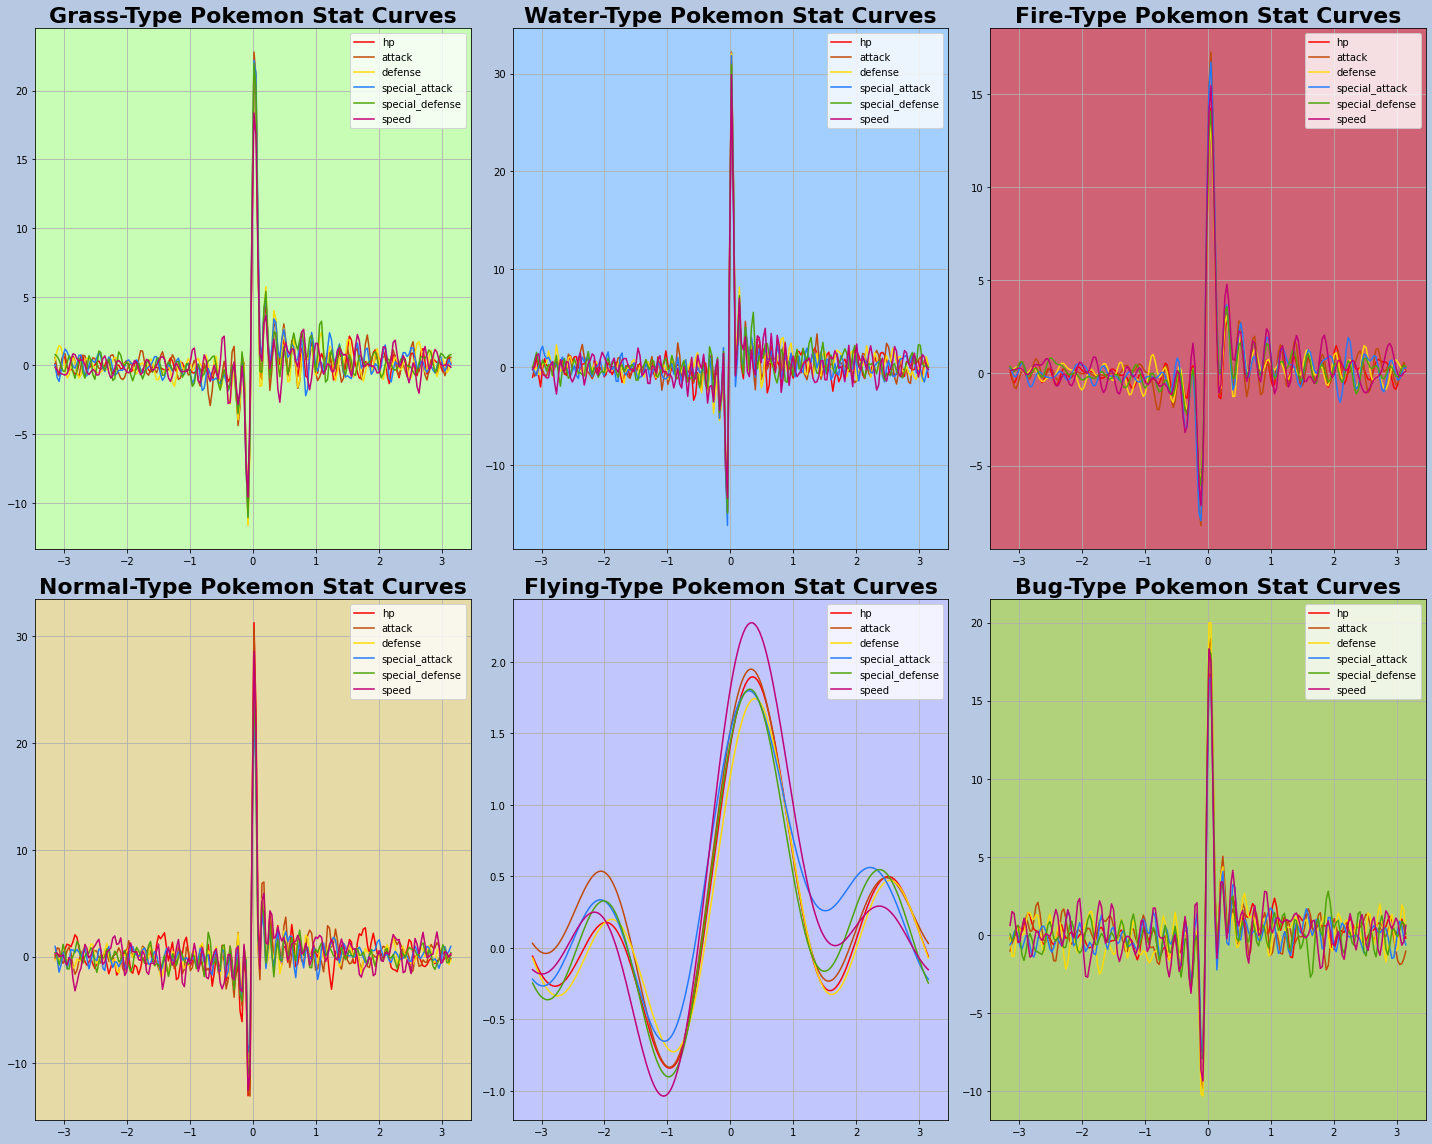 Grass-Type Pokemon Stat Curves
hp
attack
defense
special_attack
special_defense
speed
20
15
10
5
0
−5
−10
−3 −2 −1 0 1 2 3
Water-Type Pokemon Stat Curves
hp
attack
defense
special_attack
special_defense
speed
30
20
10
0
−10
−3 −2 −1 0 1 2 3
Fire-Type Pokemon Stat Curves
hp
attack
defense
special_attack
special_defense
speed
15
10
5
0
−5
−3 −2 −1 0 1 2 3
Normal-Type Pokemon Stat Curves
hp
attack
defense
special_attack
special_defense
speed
30
20
10
0
−10
−3 −2 −1 0 1 2 3
Flying-Type Pokemon Stat Curves
hp
attack
defense
special_attack
special_defense
speed
2.0
1.5
1.0
0.5
0.0
−0.5
−1.0
−3 −2 −1 0 1 2 3
Bug-Type Pokemon Stat Curves
hp
attack
defense
special_attack
special_defense
speed
20
15
10
5
0
−5
−10
−3 −2 −1 0 1 2 3